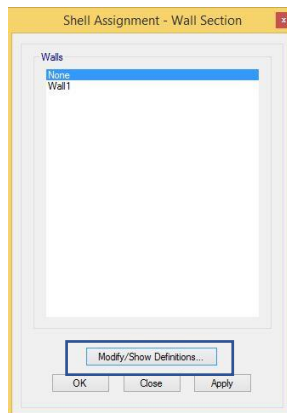 Shell Assignment - Wall Section
x
Walls
None
Wall1
Modify/Show Definitions...
OK Close Apply